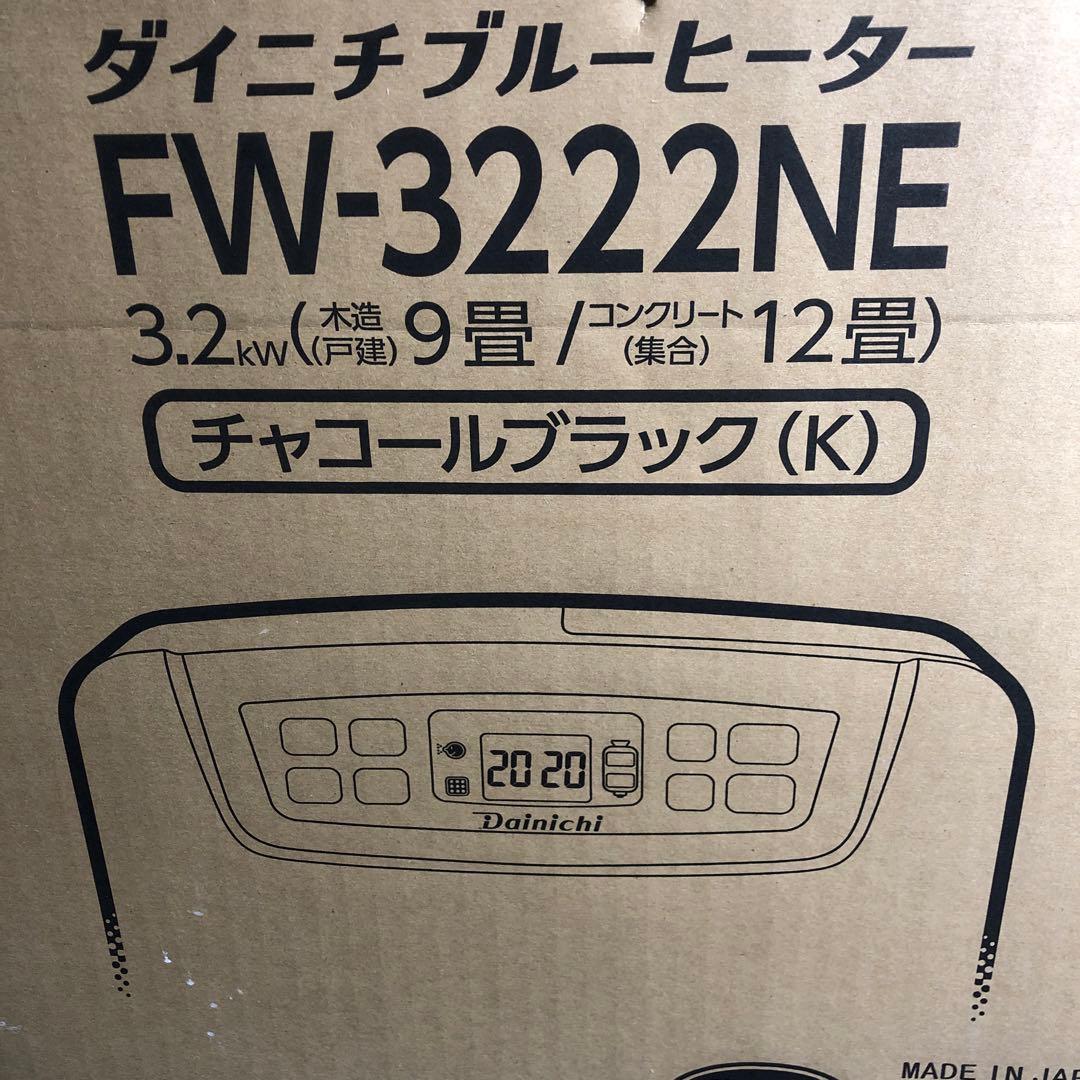 ダイニチブルーヒーター
FW-3222NE
3.2kW(木造(戸建)9畳/コンクリート(集合)12畳)
チャコールブラック(K)
20 20
Dainichi
MADE IN